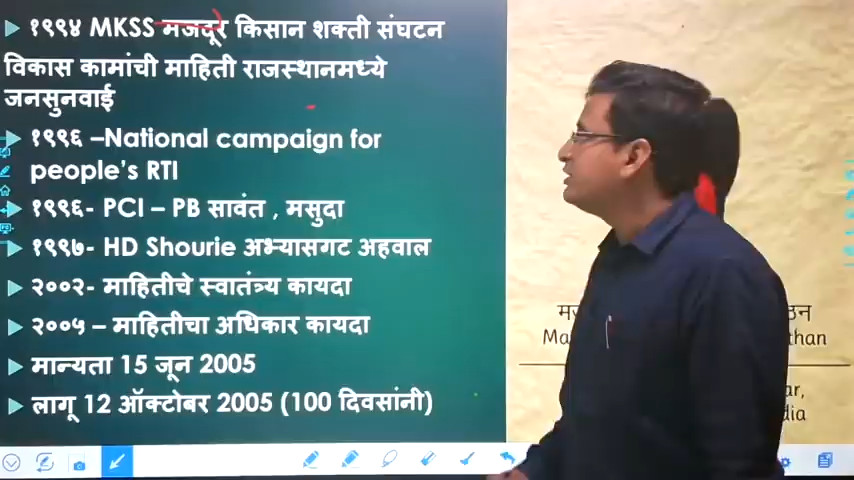 १९९४ MKSS मजदूर किसान शक्ती संघटन
विकास कामांची माहिती राजस्थानमध्ये
जनसुनवाई
१९९६ –National campaign for
people's RTI
१९९६- PCI – PB सावंत , मसुदा
१९९७- HD Shourie अभ्यासगट अहवाल
२००२- माहितीचे स्वातंत्र्य कायदा
२००५ – माहितीचा अधिकार कायदा
मान्यता 15 जून 2005
लागू 12 ऑक्टोबर 2005 (100 दिवसांनी)